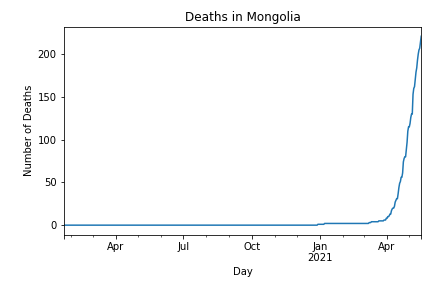 Deaths in Mongolia
200
150
100
50
0
Number of Deaths
Apr
Jul
Oct
Jan
2021
Apr
Day